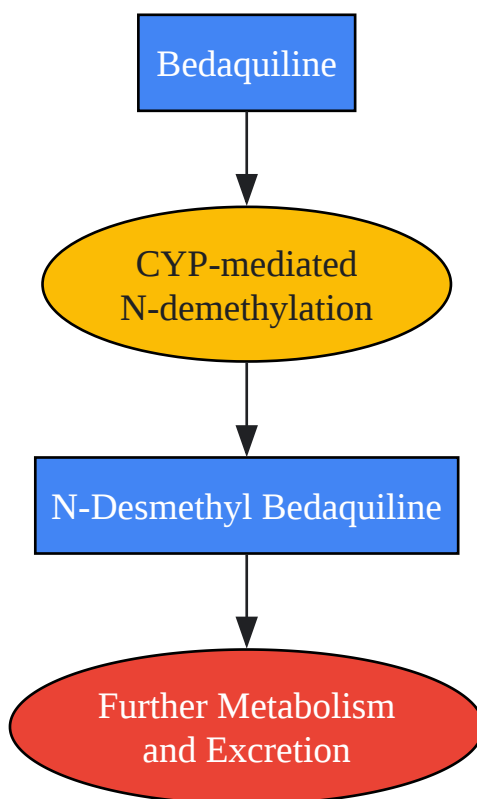 Bedaquiline
CYP-mediated
N-demethylation
N-Desmethyl Bedaquiline
Further Metabolism
and Excretion